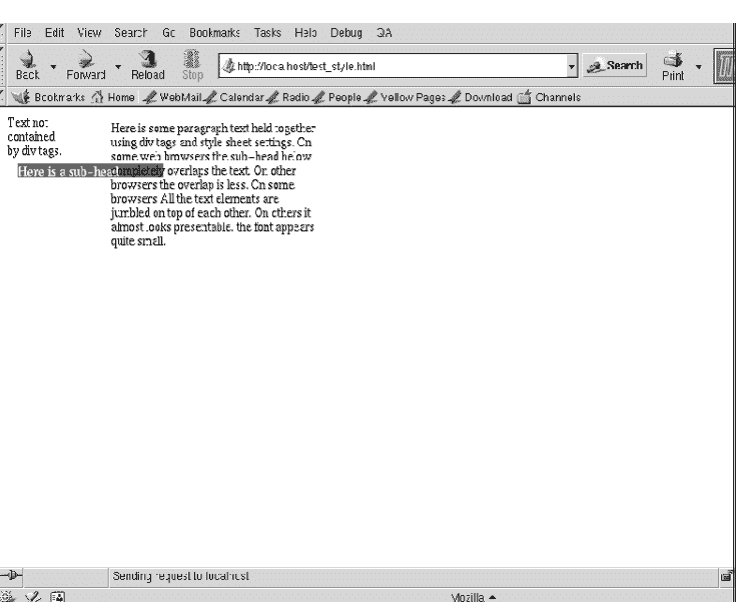 File Edit View Search Go Bookmarks Tasks Help Debug QA
Back Forward Reload Stop http://localhost/test_style.html Search Print
Bookmarks Home WebMail Calendar Radio People Yellow Pages Download Channels
Text not
contained
by div tags.
Here is a sub-head
Here is some paragraph text held together
using div tags and style sheet settings. On
some web browsers the sub-head below
completely overlaps the text. On other
browsers the overlap is less. On some
browsers All the text elements are
jumbled on top of each other. On others it
almost looks presentable. the font appears
quite small.
Sending request to localhost
Mozilla